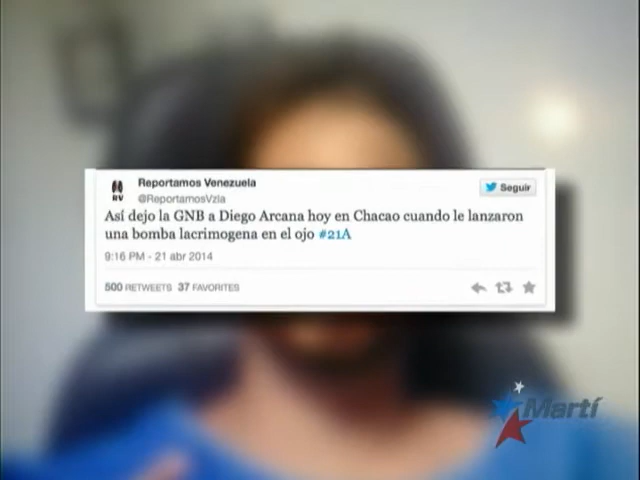 Reportamos Venezuela
@ReportamosVzla
Seguir
RV
Así dejo la GNB a Diego Arcana hoy en Chacao cuando le lanzaron
una bomba lacrimogena en el ojo #21A
9:16 PM - 21 abr 2014
500 RETWEETS 37 FAVORITES
Martí